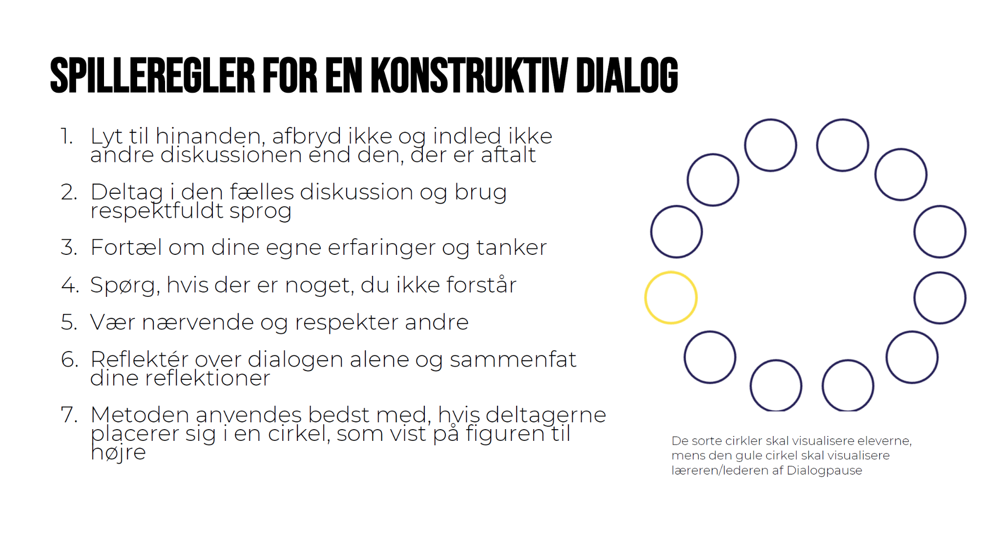 SPILLEREGLER FOR EN KONSTRUKTIV DIALOG
1. Lyt til hinanden, afbryd ikke og indled ikke
andre diskussionen end den, der er aftalt
2. Deltag i den fælles diskussion og brug
respektfuldt sprog
3. Fortæl om dine egne erfaringer og tanker
4. Spørg, hvis der er noget, du ikke forstår
5. Vær nærvende og respekter andre
6. Reflektér over dialogen alene og sammenfat
dine reflektioner
7. Metoden anvendes bedst med, hvis deltagerne
placerer sig i en cirkel, som vist på figuren til
højre
De sorte cirkler skal visualisere eleverne,
mens den gule cirkel skal visualisere
læreren/lederen af Dialogpause